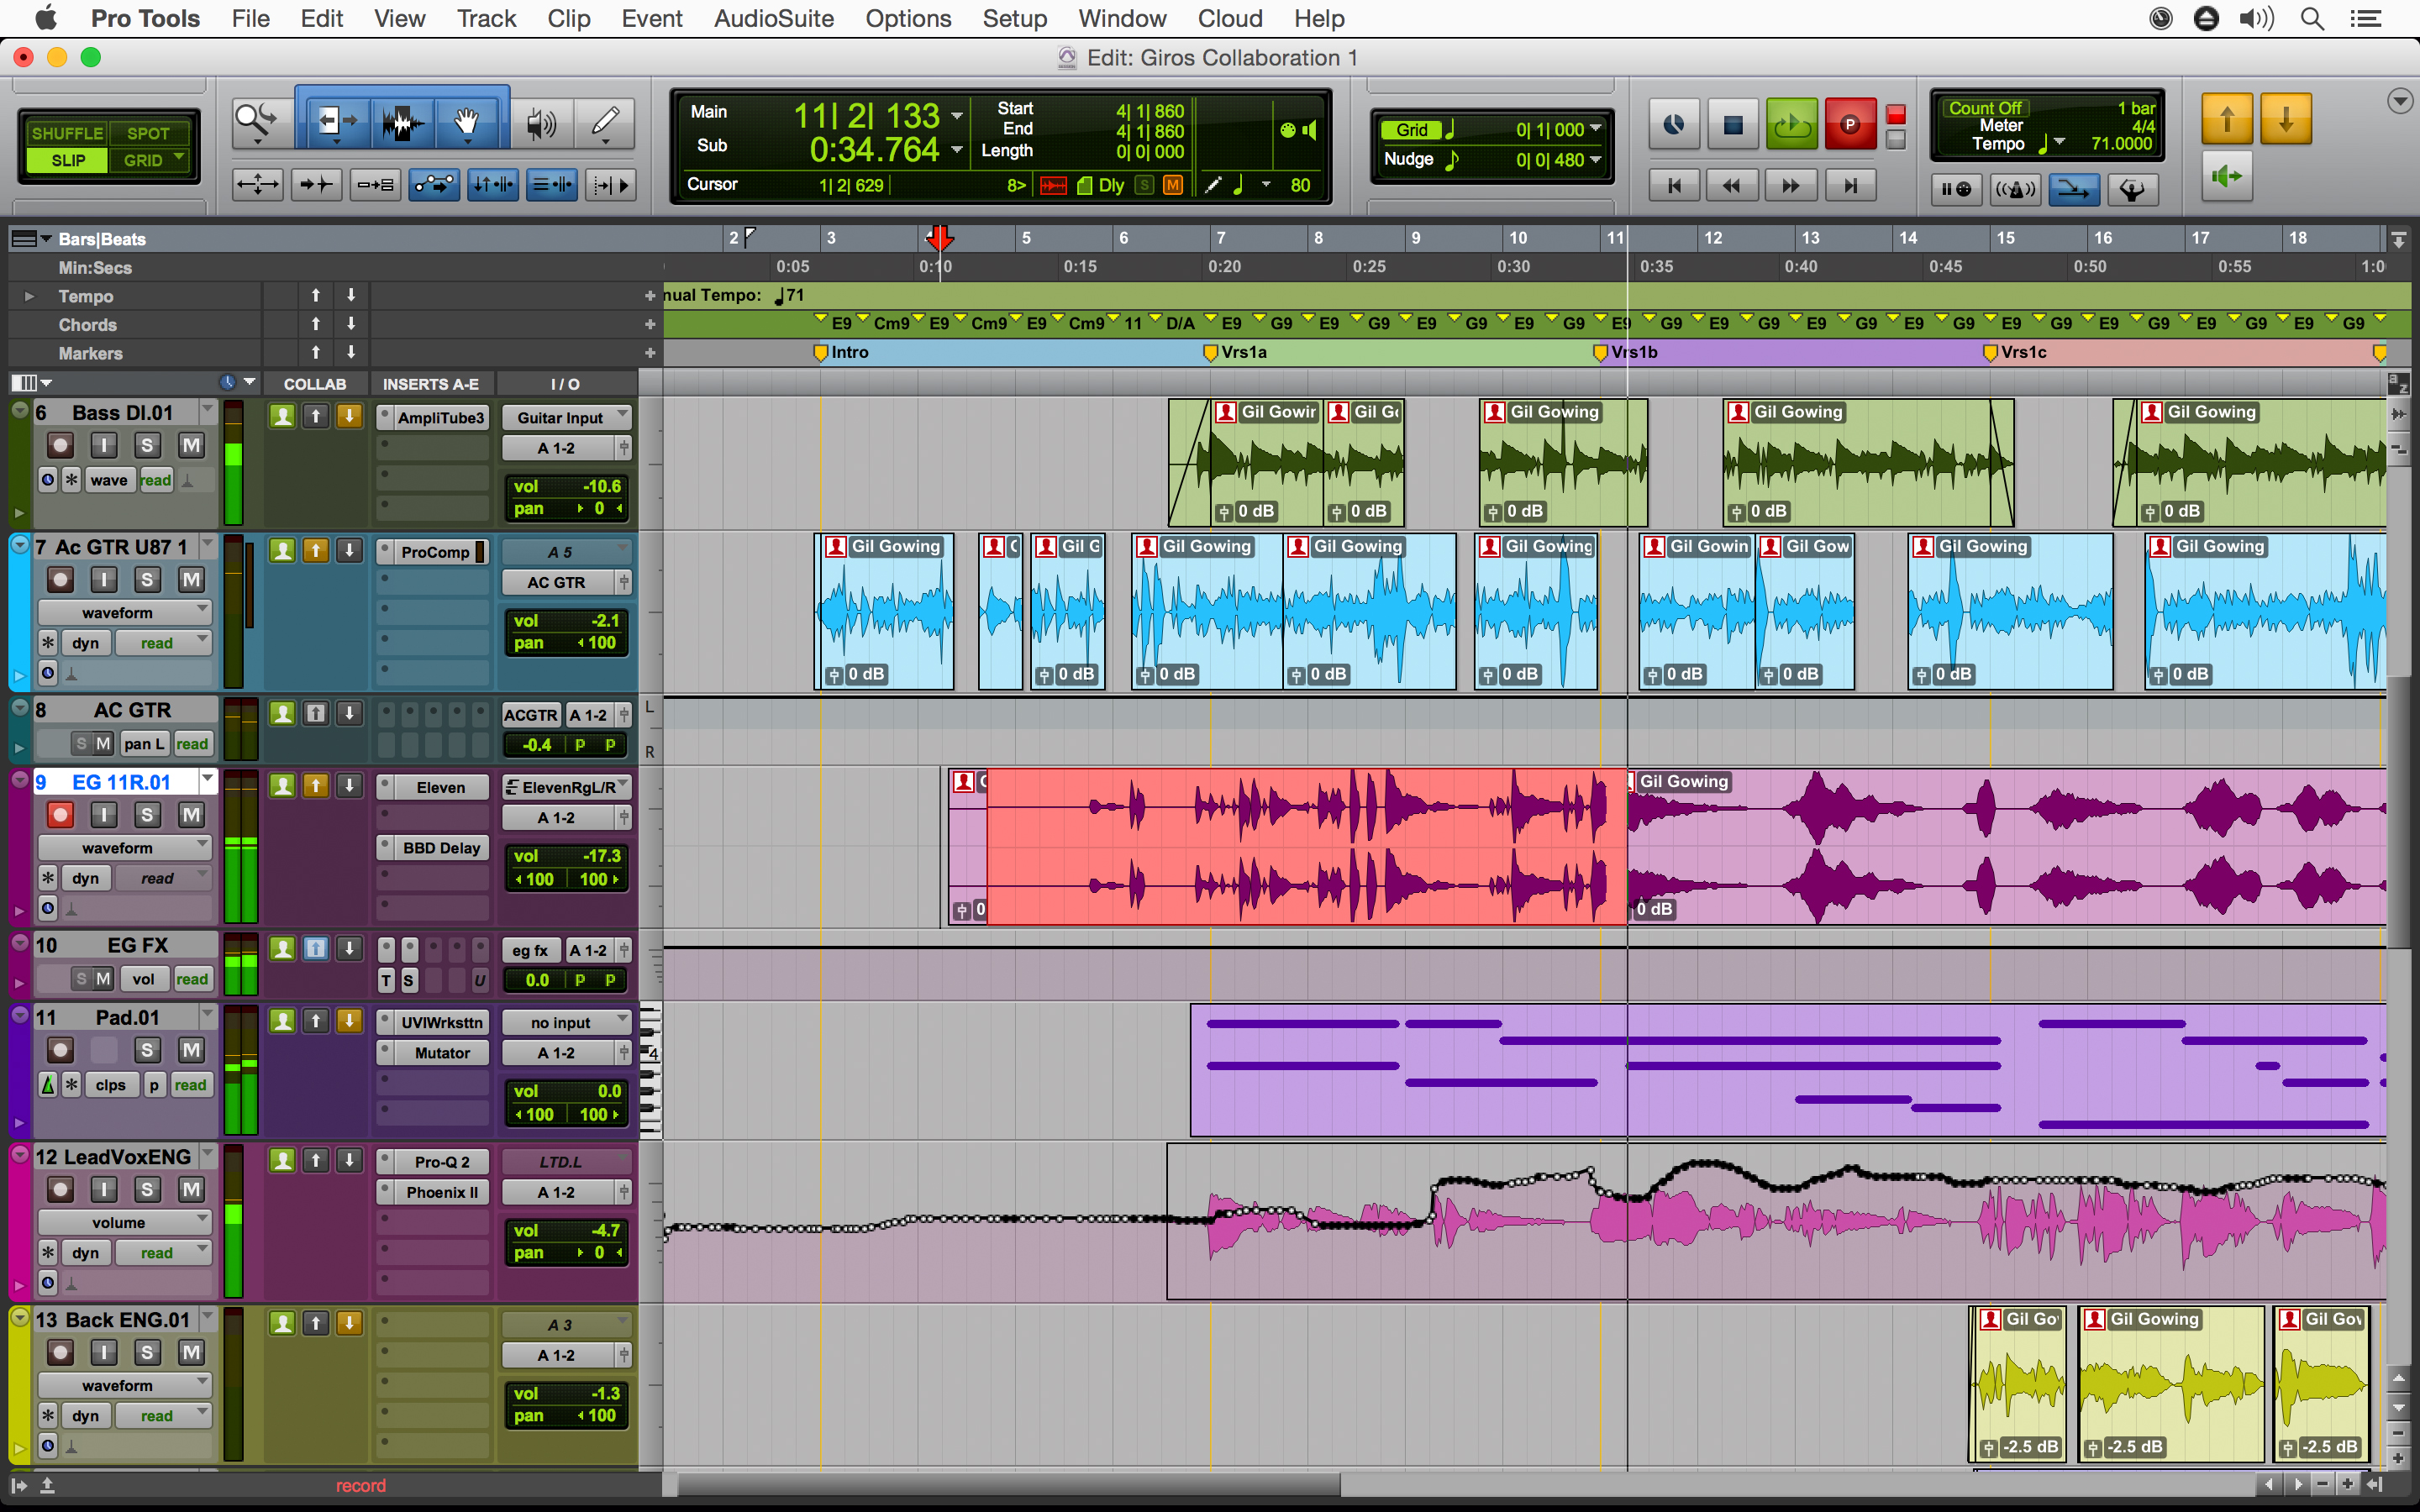 Pro Tools File Edit View Track Clip Event AudioSuite Options Setup Window Cloud Help
Edit: Giros Collaboration 1
SHUFFLE SPOT
SLIP GRID
Main 11| 2| 133
Sub 0:34.764
Start 4| 1| 860
End 4| 1| 860
Length 0| 0| 000
Cursor 1| 2| 629 8> Dly S M 80
Grid 0| 1| 000
Nudge 0| 0| 480
P
Count Off 1 bar
Meter 4/4
Tempo 71.0000
Bars|Beats 2 3 5 6 7 8 9 10 11 12 13 14 15 16 17 18
Min:Secs 0:05 0:10 0:15 0:20 0:25 0:30 0:35 0:40 0:45 0:50 0:55 1:0
Tempo nual Tempo: 71
Chords E9 Cm9 E9 Cm9 E9 Cm9 11 D/A E9 G9 E9 G9 E9 G9 E9 G9 E9 G9 E9 G9 E9 G9 E9 G9 E9 G9 E9 G9
Markers Intro Vrs1a Vrs1b Vrs1c
COLLAB INSERTS A-E I / O
a z
6 Bass DI.01 AmpliTube3 Guitar Input Gil Gowin Gil G Gil Gowing Gil Gowing Gil Gowing
I S M A 1-2
wave read vol -10.6
pan 0 0 dB 0 dB 0 dB 0 dB 0 dB
7 Ac GTR U87 1 ProComp A 5 Gil Gowing G Gil G Gil Gowing Gil Gowing Gil Gowing Gil Gowin Gil Gow Gil Gowing Gil Gowing
I S M AC GTR
waveform vol -2.1
dyn read pan 100
0 dB 0 dB 0 dB 0 dB 0 dB 0 dB 0 dB 0 dB 0 dB
8 AC GTR ACGTR A 1-2 L
S M pan L read -0.4 P P R
9 EG 11R.01 Eleven ElevenRgL/R Gil Gowing
I S M A 1-2
waveform BBD Delay vol -17.3
dyn read 100 100
0 0 dB
10 EG FX eg fx A 1-2
S M vol read T S U 0.0 P P
11 Pad.01 UVIWrksttn no input
S M Mutator A 1-2 4
clps p read vol 0.0
100 100
12 LeadVoxENG Pro-Q 2 LTD.L
I S M Phoenix II A 1-2
volume vol -4.7
dyn read pan 0
13 Back ENG.01 A 3 Gil Go Gil Gowing Gil Gov
I S M A 1-2
waveform vol -1.3
dyn read pan 100
-2.5 dB -2.5 dB -2.5 dB
record